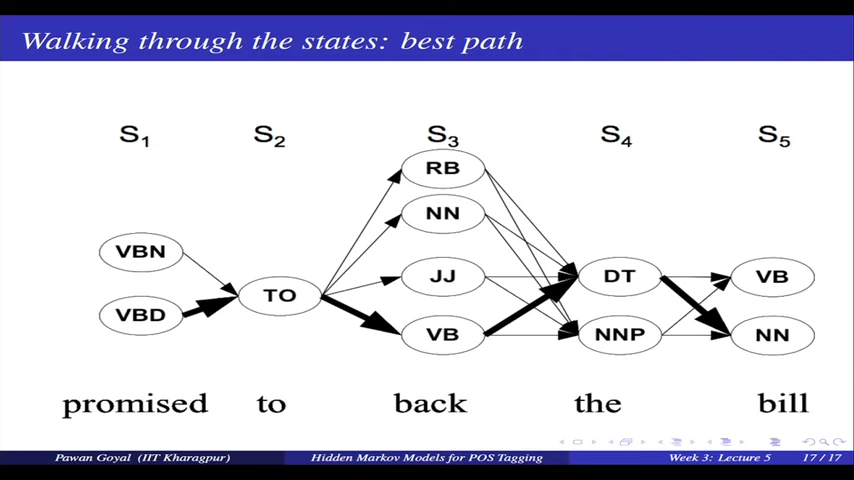 Walking through the states: best path
S1 S2 S3 S4 S5
RB
NN
VBN JJ DT VB
VBD TO VB NNP NN
promised to back the bill
Pawan Goyal (IIT Kharagpur) Hidden Markov Models for POS Tagging Week 3: Lecture 5 17 / 17